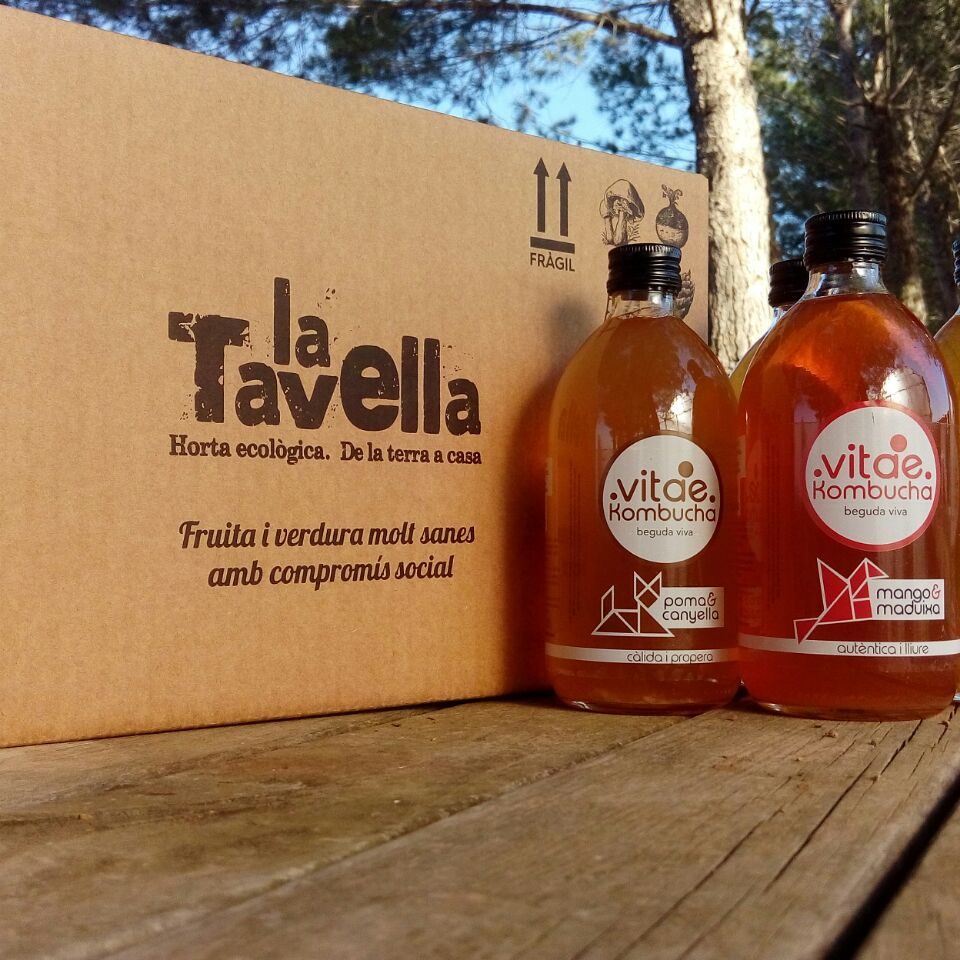 FRÀGIL
la
Tavella
Horta ecològica. De la terra a casa
Fruita i verdura molt sanes
amb compromís social
.vitae.
Kombucha
beguda viva
poma&
canyella
càlida i propera
.vitae.
Kombucha
beguda viva
mango&
maduixa
autèntica i lliure